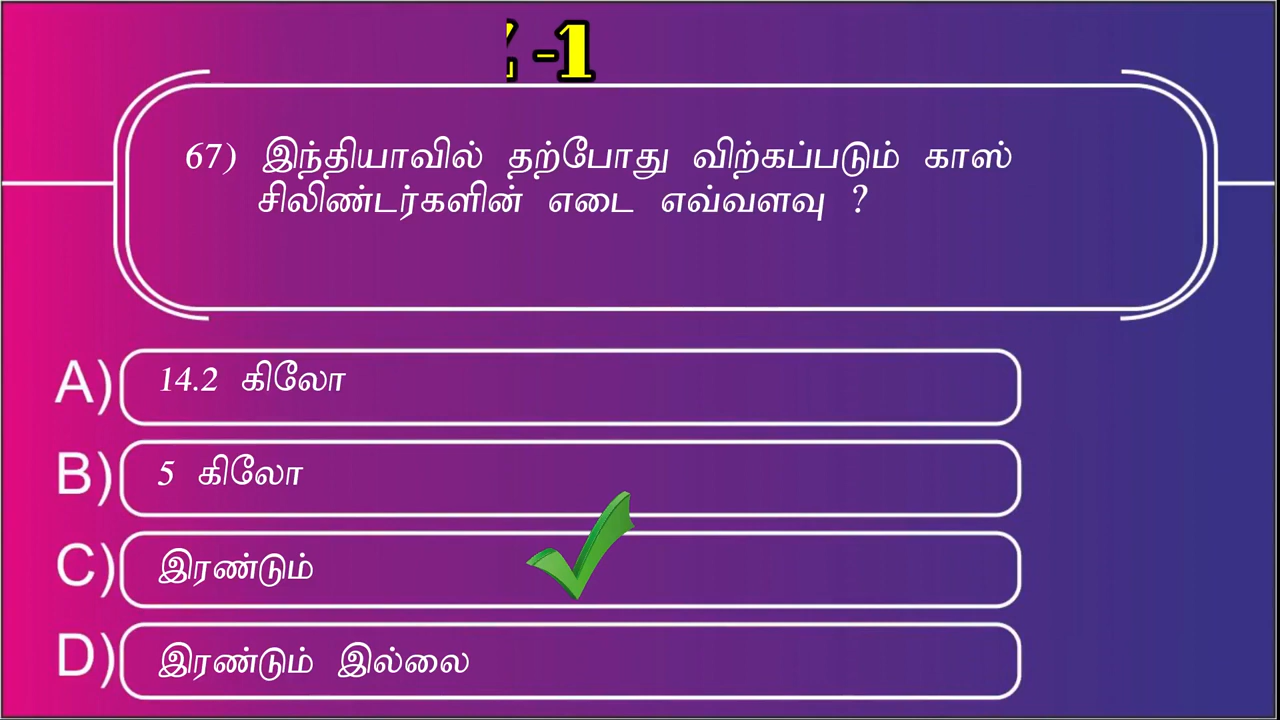 -1
67) இந்தியாவில் தற்போது விற்கப்படும் காஸ்
சிலிண்டர்களின் எடை எவ்வளவு ?
A) 14.2 கிலோ
B) 5 கிலோ
C) இரண்டும்
D) இரண்டும் இல்லை